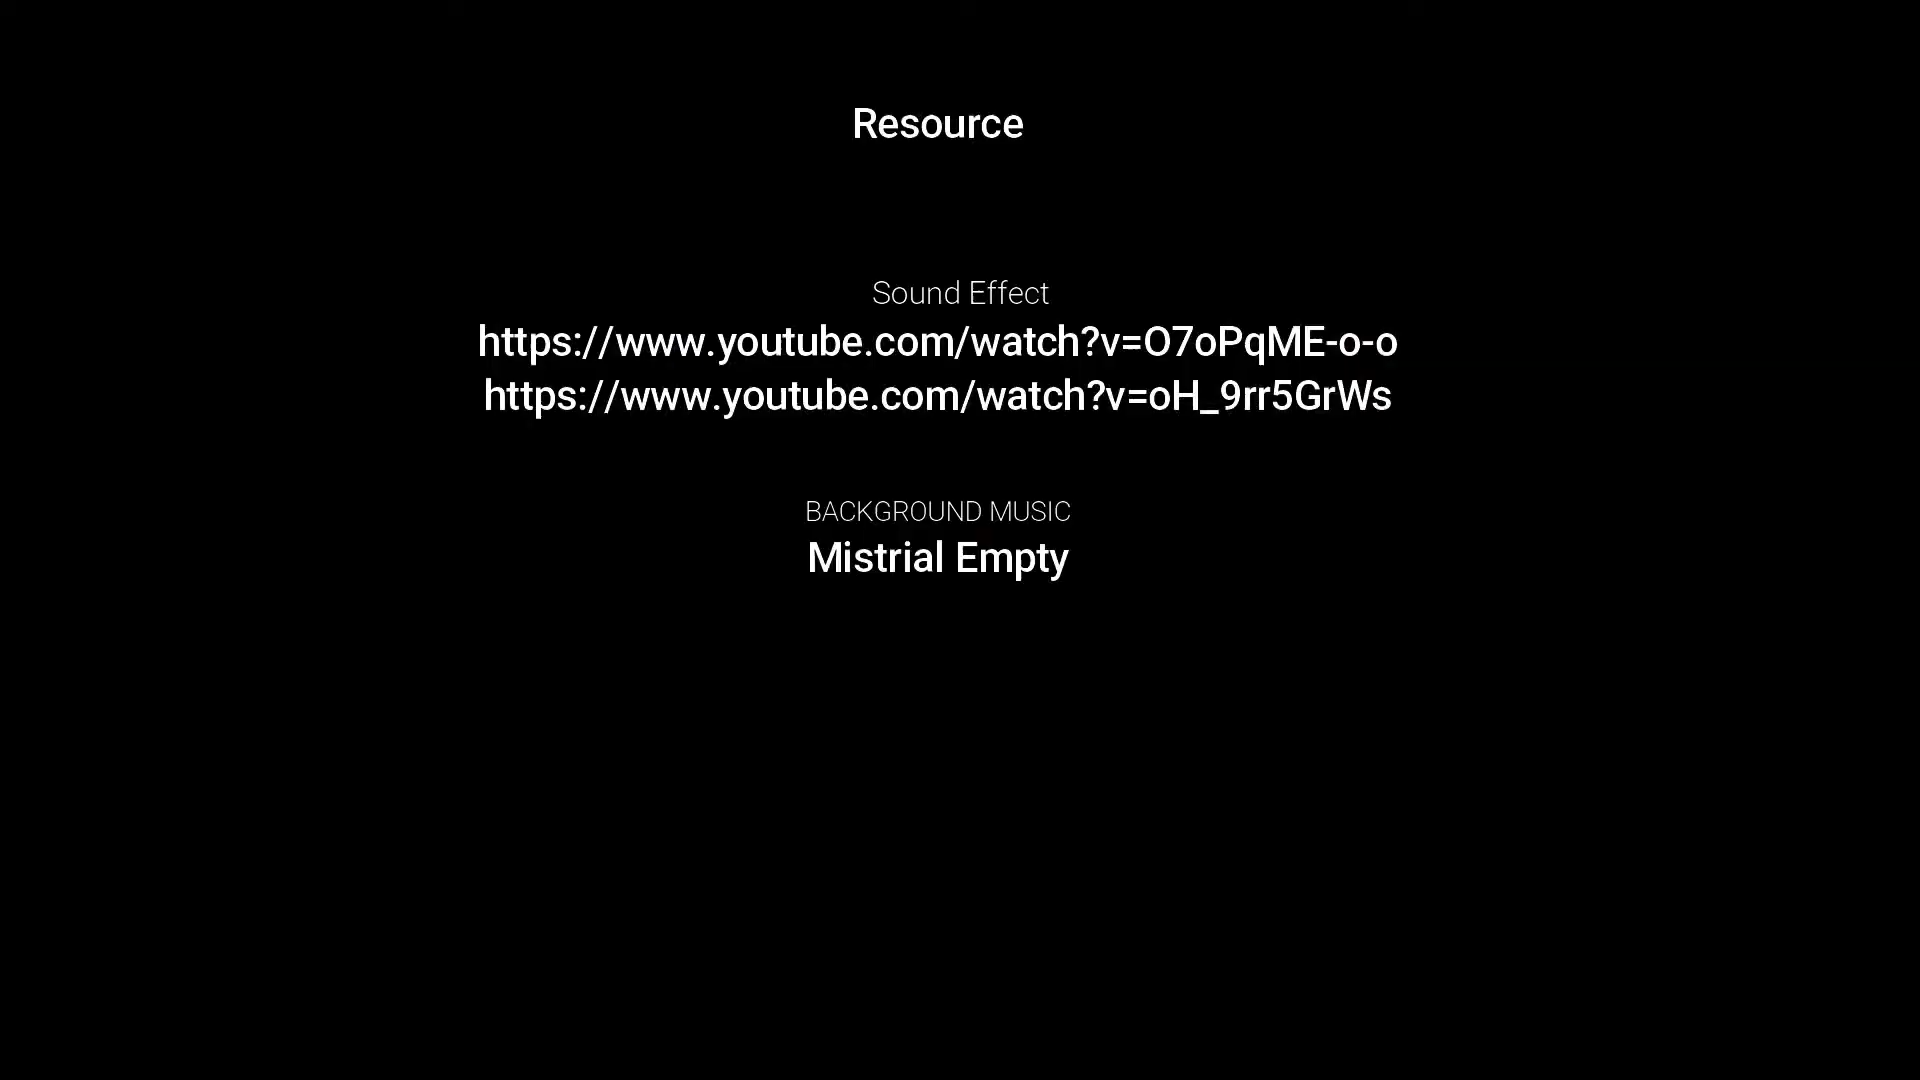 Resource
Sound Effect
https://www.youtube.com/watch?v=O7oPqME-o-o
https://www.youtube.com/watch?v=oH_9rr5GrWs
BACKGROUND MUSIC
Mistrial Empty